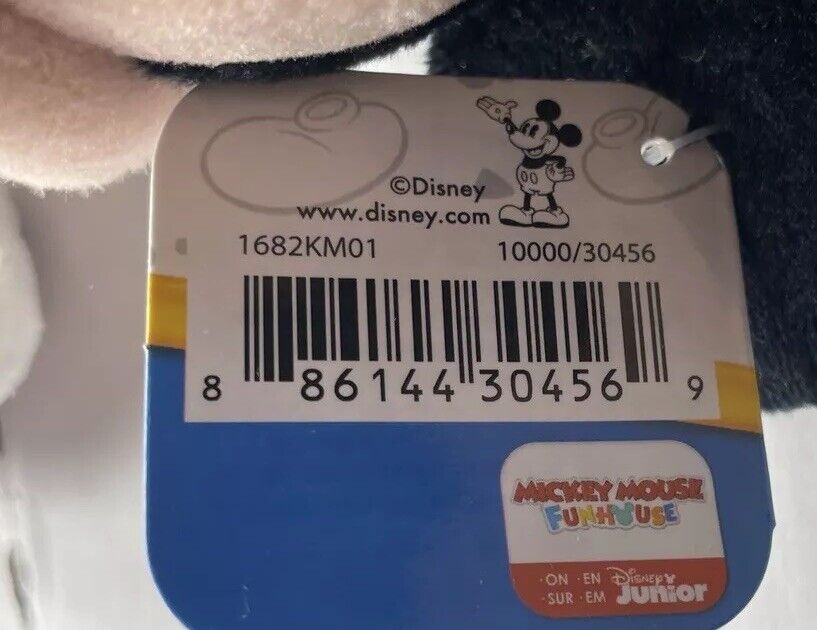 ©Disney
www.disney.com
1682KM01 10000/30456
8 86144 30456 9
MICKEY MOUSE
FUNHOUSE
·ON ·EN Disney
·SUR ·EM Junior